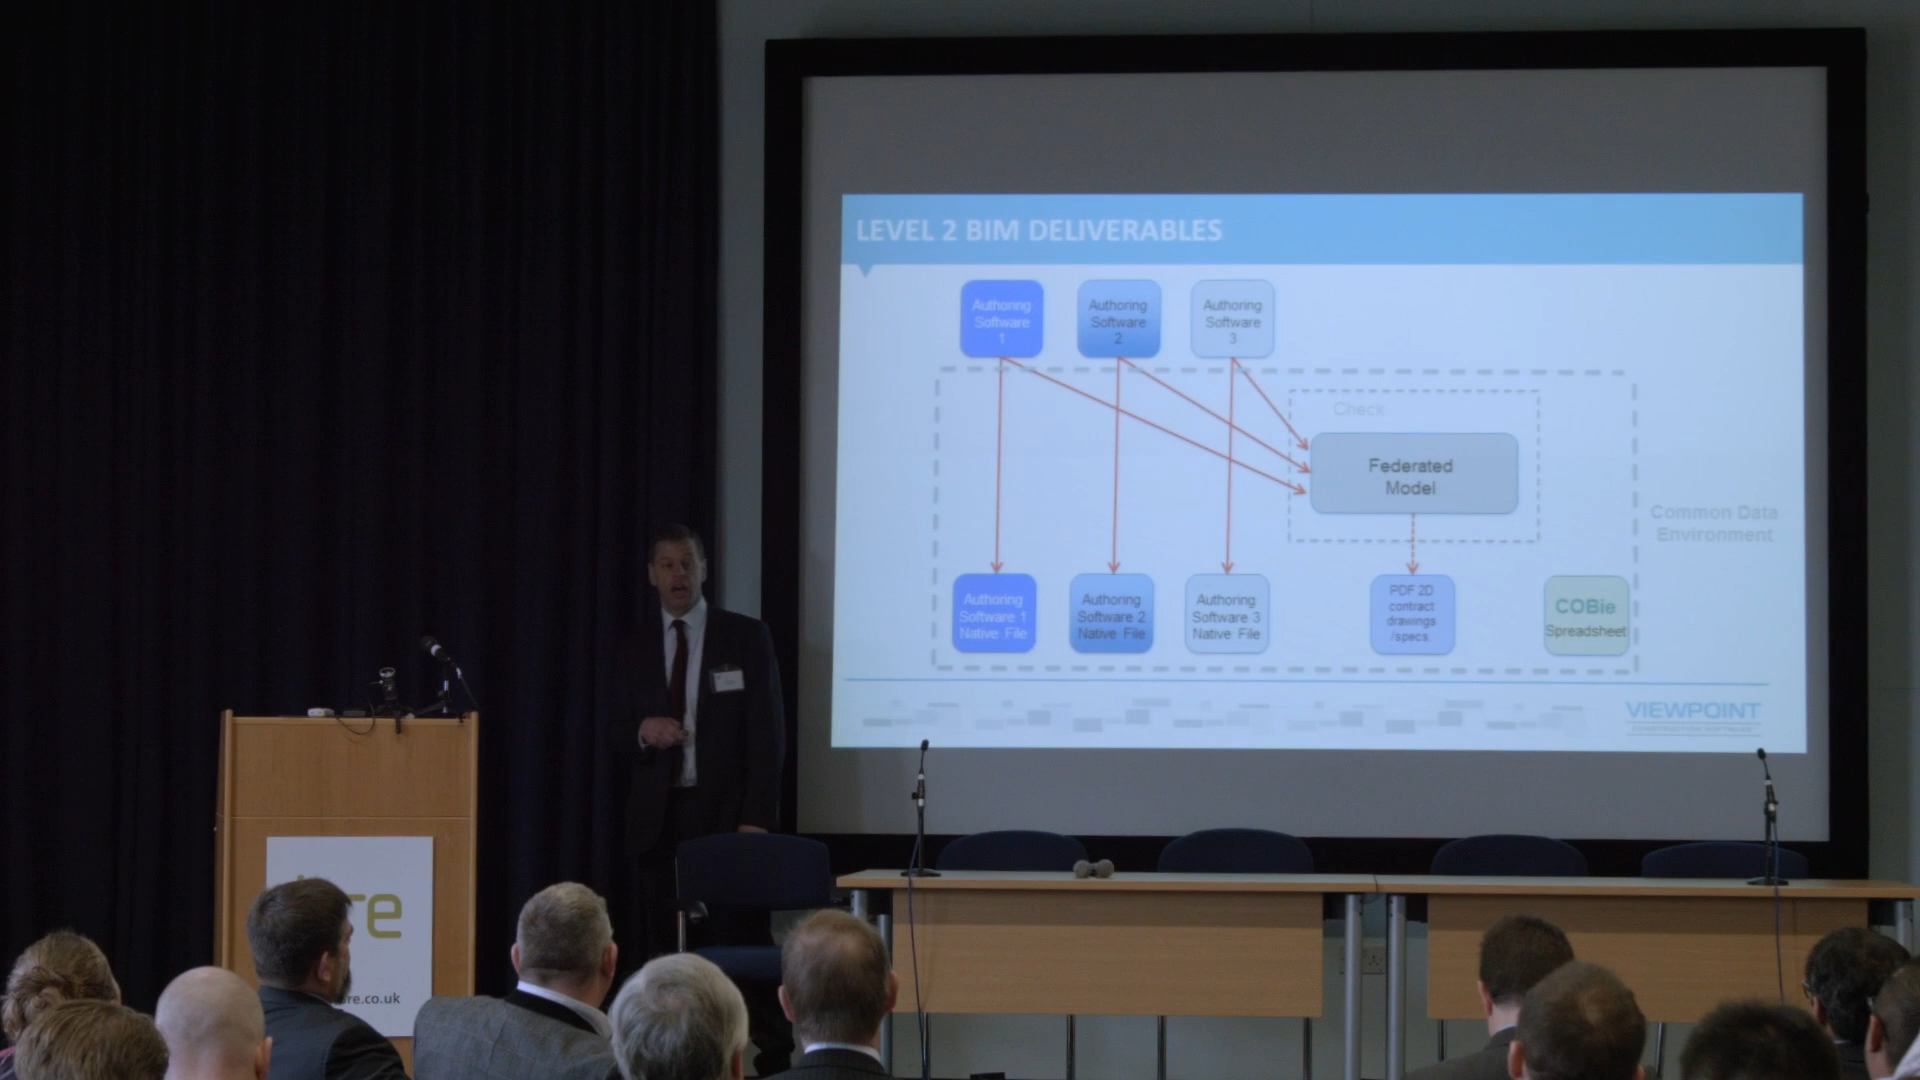 LEVEL 2 BIM DELIVERABLES
Authoring
Software
1
Authoring
Software
2
Authoring
Software
3
Check
Federated
Model
Common Data
Environment
Authoring
Software 1
Native File
Authoring
Software 2
Native File
Authoring
Software 3
Native File
PDF 2D
contract
drawings
/specs.
COBie
Spreadsheet
VIEWPOINT
CONSTRUCTION SOFTWARE
re
re.co.uk